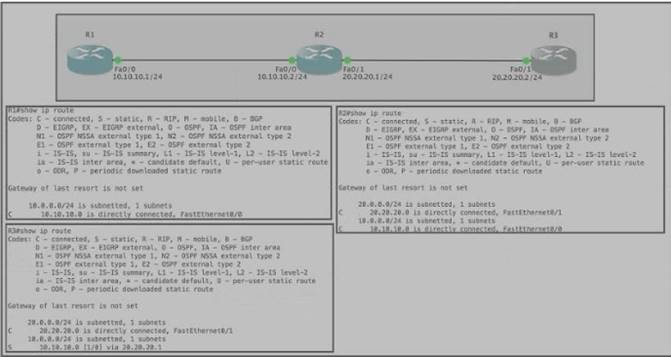 R1
R2
R3
Fa0/0
10.10.10.1/24
Fa0/0
10.10.10.2/24
Fa0/1
20.20.20.1/24
Fa0/1
20.20.20.2/24
R1#show ip route
Codes: C - connected, S - static, R - RIP, M - mobile, B - BGP
D - EIGRP, EX - EIGRP external, O - OSPF, IA - OSPF inter area
N1 - OSPF NSSA external type 1, N2 - OSPF NSSA external type 2
E1 - OSPF external type 1, E2 - OSPF external type 2
i - IS-IS, su - IS-IS summary, L1 - IS-IS level-1, L2 - IS-IS level-2
ia - IS-IS inter area, * - candidate default, U - per-user static route
o - ODR, P - periodic downloaded static route
Gateway of last resort is not set
10.0.0.0/24 is subnetted, 1 subnets
C 10.10.10.0 is directly connected, FastEthernet0/0
R2#show ip route
Codes: C - connected, S - static, R - RIP, M - mobile, B - BGP
D - EIGRP, EX - EIGRP external, O - OSPF, IA - OSPF inter area
N1 - OSPF NSSA external type 1, N2 - OSPF NSSA external type 2
E1 - OSPF external type 1, E2 - OSPF external type 2
i - IS-IS, su - IS-IS summary, L1 - IS-IS level-1, L2 - IS-IS level-2
ia - IS-IS inter area, * - candidate default, U - per-user static route
o - ODR, P - periodic downloaded static route
Gateway of last resort is not set
20.0.0.0/24 is subnetted, 1 subnets
C 20.20.20.0 is directly connected, FastEthernet0/1
10.0.0.0/24 is subnetted, 1 subnets
C 10.10.10.0 is directly connected, FastEthernet0/0
R3#show ip route
Codes: C - connected, S - static, R - RIP, M - mobile, B - BGP
D - EIGRP, EX - EIGRP external, O - OSPF, IA - OSPF inter area
N1 - OSPF NSSA external type 1, N2 - OSPF NSSA external type 2
E1 - OSPF external type 1, E2 - OSPF external type 2
i - IS-IS, su - IS-IS summary, L1 - IS-IS level-1, L2 - IS-IS level-2
ia - IS-IS inter area, * - candidate default, U - per-user static route
o - ODR, P - periodic downloaded static route
Gateway of last resort is not set
20.0.0.0/24 is subnetted, 1 subnets
C 20.20.20.0 is directly connected, FastEthernet0/1
10.0.0.0/24 is subnetted, 1 subnets
S 10.10.10.0 [1/0] via 20.20.20.1